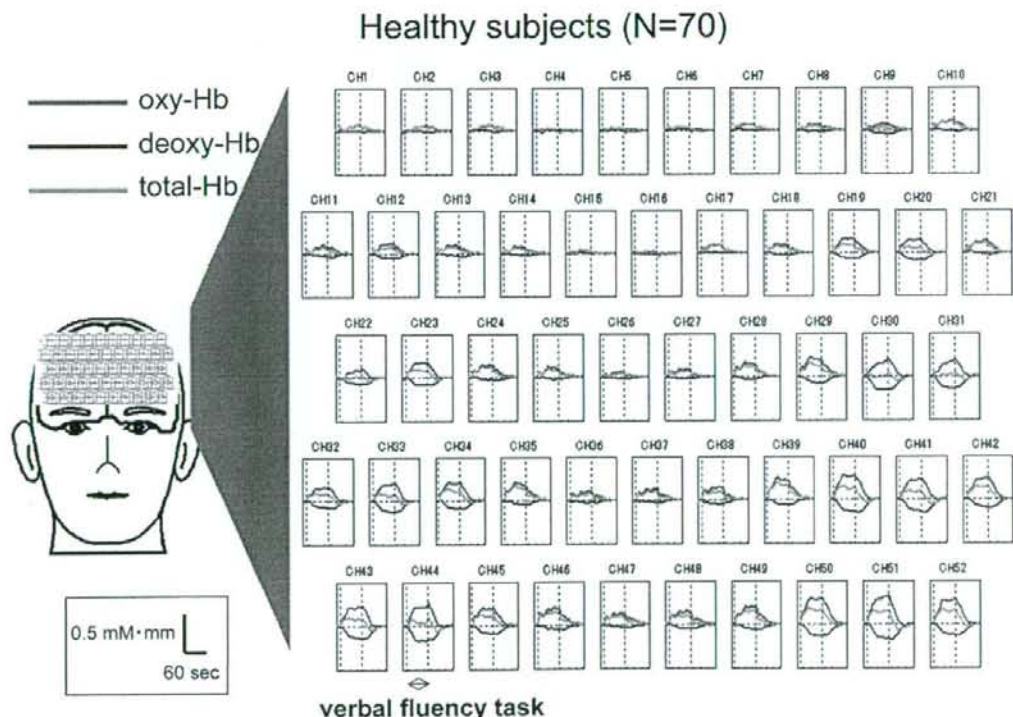 Healthy subjects (N=70)
oxy-Hb
deoxy-Hb
total-Hb
CH1 CH2 CH3 CH4 CH5 CH6 CH7 CH8 CH9 CH10
CH11 CH12 CH13 CH14 CH15 CH16 CH17 CH18 CH19 CH20 CH21
CH22 CH23 CH24 CH25 CH26 CH27 CH28 CH29 CH30 CH31
CH32 CH33 CH34 CH35 CH36 CH37 CH38 CH39 CH40 CH41 CH42
CH43 CH44 CH45 CH46 CH47 CH48 CH49 CH50 CH51 CH52
0.5 mM・mm
60 sec
verbal fluency task